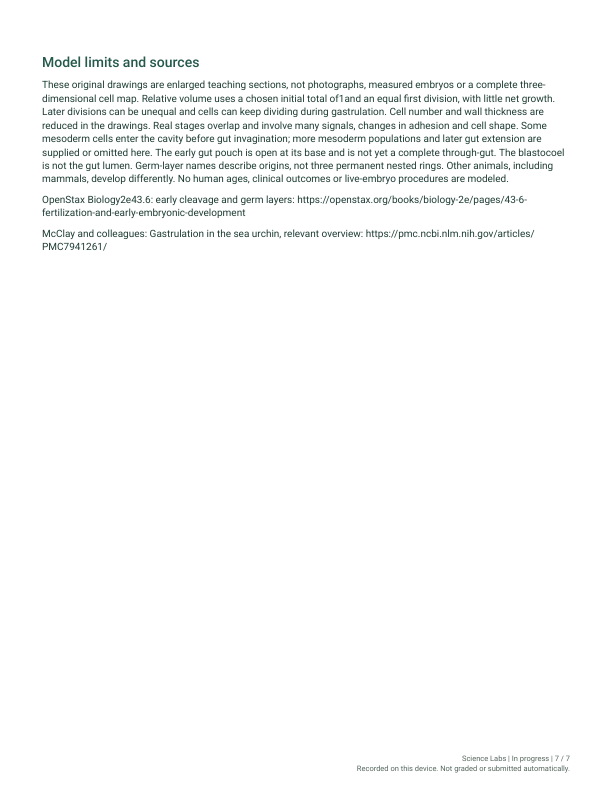 Model limits and sources
These original drawings are enlarged teaching sections, not photographs, measured embryos or a complete three-
dimensional cell map. Relative volume uses a chosen initial total of1and an equal first division, with little net growth.
Later divisions can be unequal and cells can keep dividing during gastrulation. Cell number and wall thickness are
reduced in the drawings. Real stages overlap and involve many signals, changes in adhesion and cell shape. Some
mesoderm cells enter the cavity before gut invagination; more mesoderm populations and later gut extension are
supplied or omitted here. The early gut pouch is open at its base and is not yet a complete through-gut. The blastocoel
is not the gut lumen. Germ-layer names describe origins, not three permanent nested rings. Other animals, including
mammals, develop differently. No human ages, clinical outcomes or live-embryo procedures are modeled.
OpenStax Biology2e43.6: early cleavage and germ layers: https://openstax.org/books/biology-2e/pages/43-6-
fertilization-and-early-embryonic-development
McClay and colleagues: Gastrulation in the sea urchin, relevant overview: https://pmc.ncbi.nlm.nih.gov/articles/
PMC7941261/
Science Labs | In progress | 7 / 7
Recorded on this device. Not graded or submitted automatically.